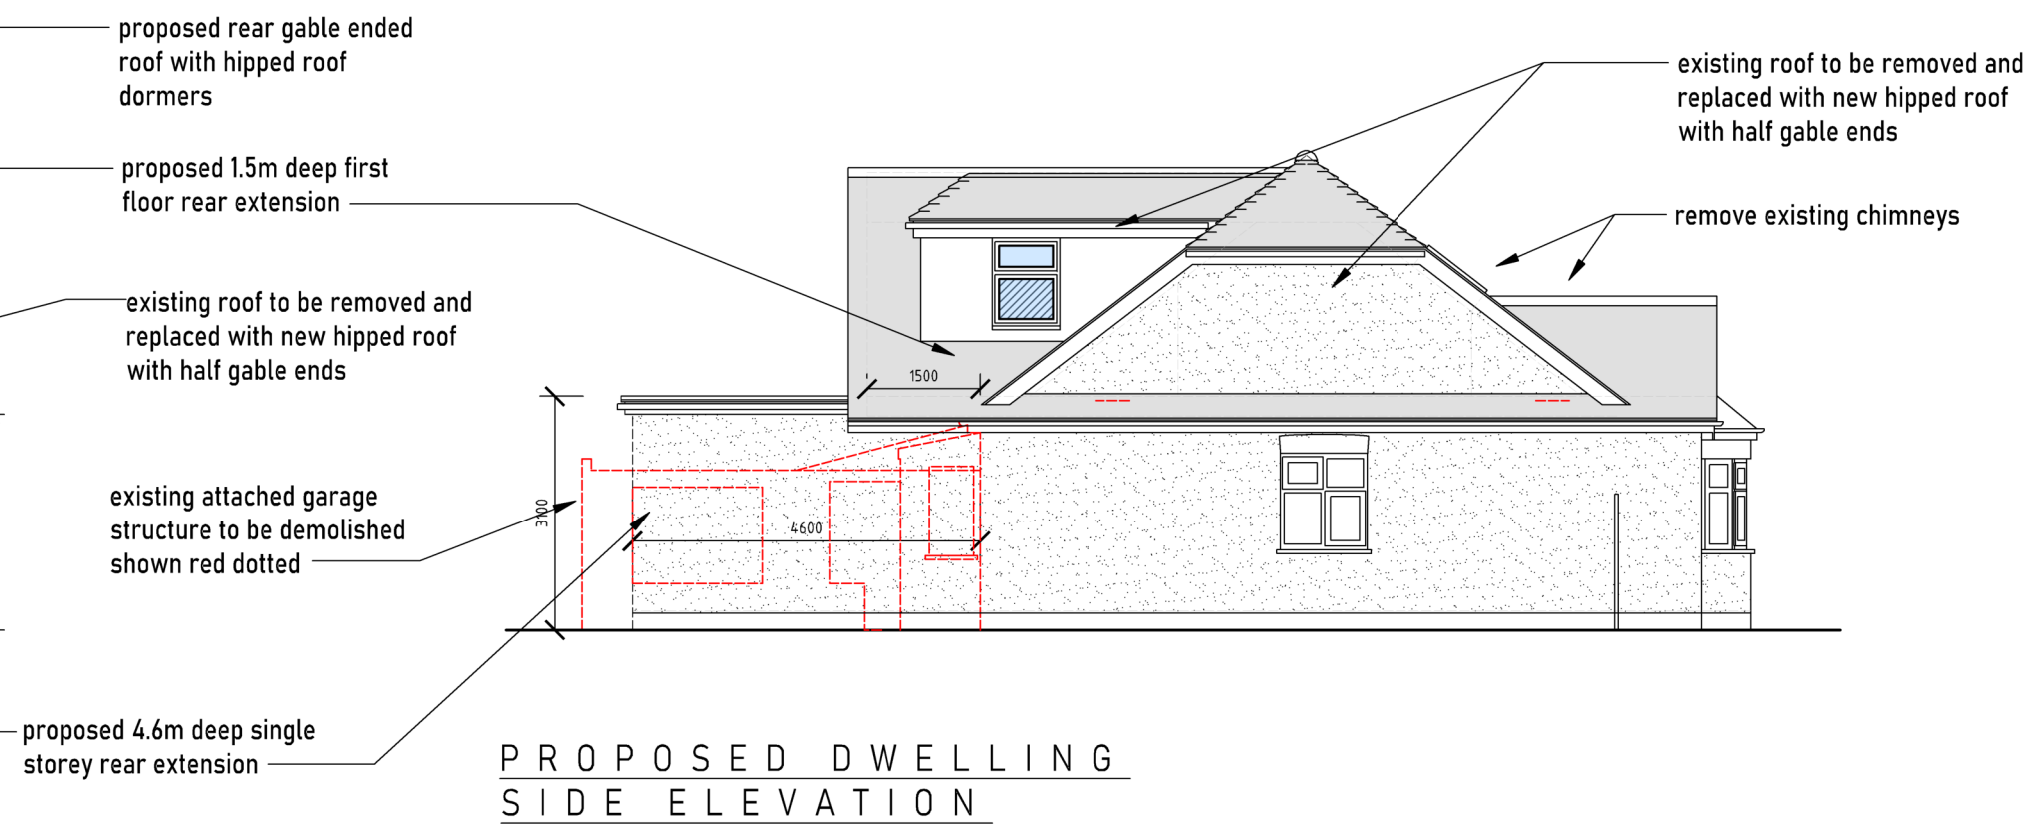 proposed rear gable ended
roof with hipped roof
dormers
proposed 1.5m deep first
floor rear extension
existing roof to be removed and
replaced with new hipped roof
with half gable ends
existing attached garage
structure to be demolished
shown red dotted
proposed 4.6m deep single
storey rear extension
existing roof to be removed and
replaced with new hipped roof
with half gable ends
remove existing chimneys
1500
3100
4600
PROPOSED DWELLING
SIDE ELEVATION